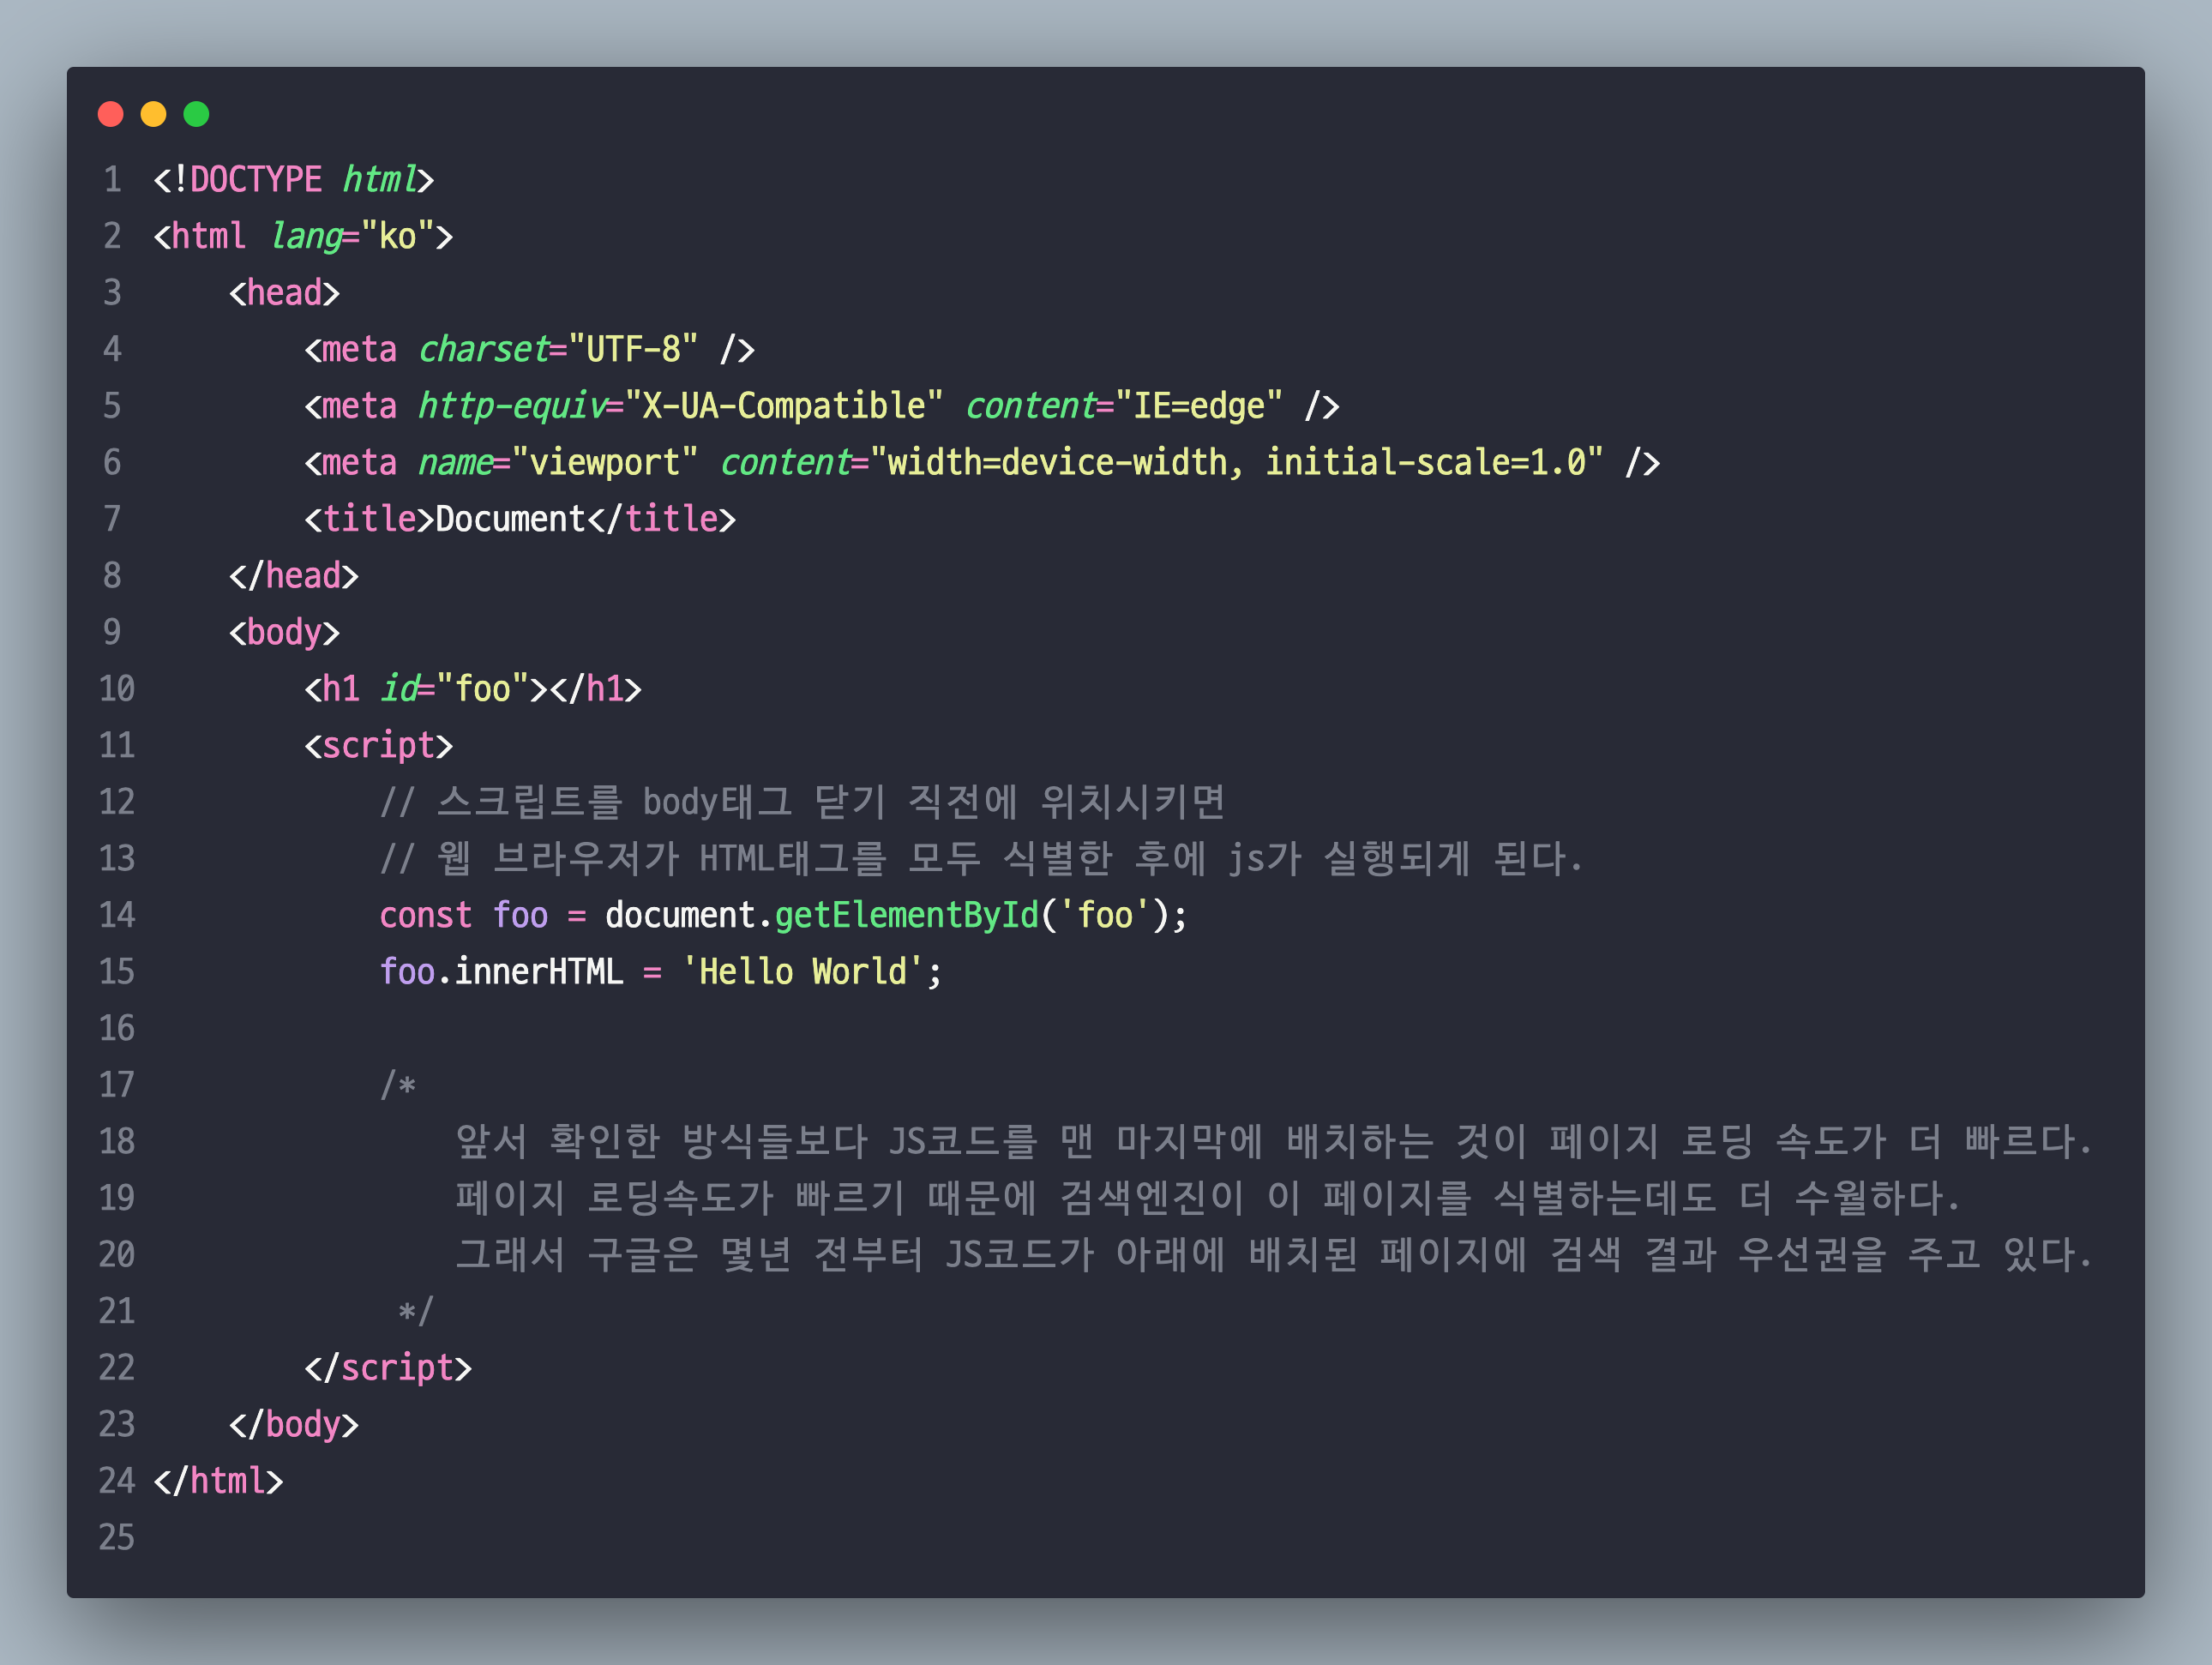 1 <!DOCTYPE html>
2 <html lang="ko">
3     <head>
4         <meta charset="UTF-8" />
5         <meta http-equiv="X-UA-Compatible" content="IE=edge" />
6         <meta name="viewport" content="width=device-width, initial-scale=1.0" />
7         <title>Document</title>
8     </head>
9     <body>
10         <h1 id="foo"></h1>
11         <script>
12             // 스크립트를 body태그 닫기 직전에 위치시키면
13             // 웹 브라우저가 HTML태그를 모두 식별한 후에 js가 실행되게 된다.
14             const foo = document.getElementById('foo');
15             foo.innerHTML = 'Hello World';
16
17             /*
18                 앞서 확인한 방식들보다 JS코드를 맨 마지막에 배치하는 것이 페이지 로딩 속도가 더 빠르다.
19                 페이지 로딩속도가 빠르기 때문에 검색엔진이 이 페이지를 식별하는데도 더 수월하다.
20                 그래서 구글은 몇년 전부터 JS코드가 아래에 배치된 페이지에 검색 결과 우선권을 주고 있다.
21              */
22         </script>
23     </body>
24 </html>
25